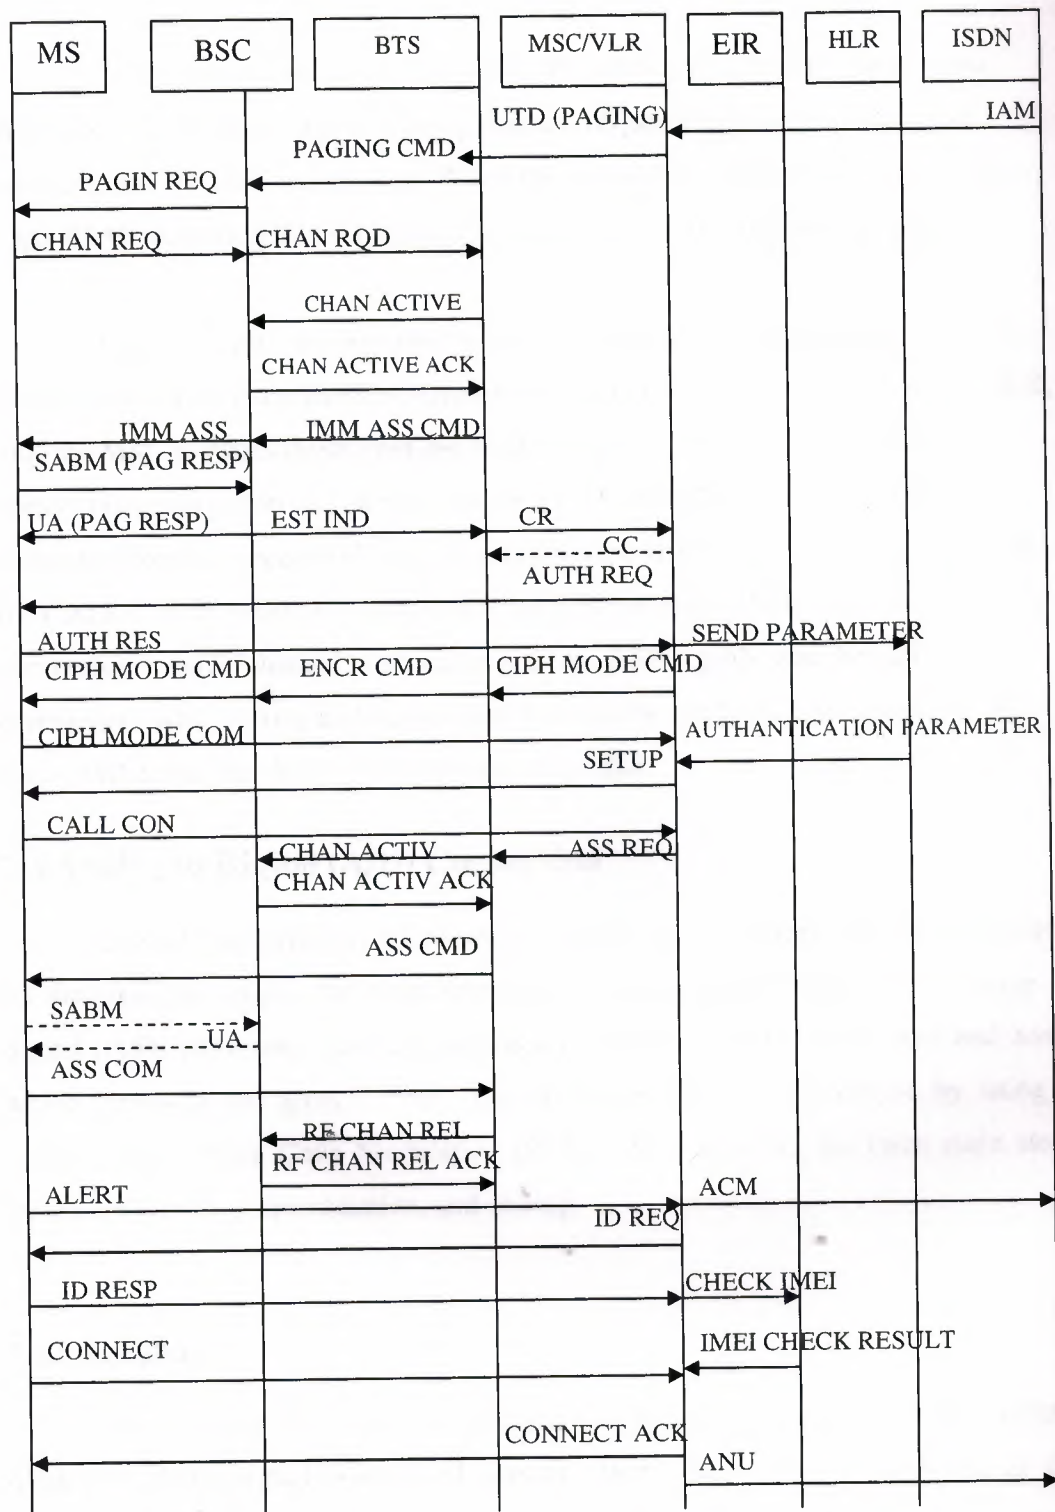 MS BSC BTS MSC/VLR EIR HLR ISDN
IAM
UTD (PAGING)
PAGING CMD
PAGIN REQ
CHAN REQ CHAN RQD
CHAN ACTIVE
CHAN ACTIVE ACK
IMM ASS IMM ASS CMD
SABM (PAG RESP)
UA (PAG RESP) EST IND CR
CC
AUTH REQ
AUTH RES SEND PARAMETER
CIPH MODE CMD ENCR CMD CIPH MODE CMD
CIPH MODE COM AUTHANTICATION PARAMETER
SETUP
CALL CON
CHAN ACTIV ASS REQ
CHAN ACTIV ACK
ASS CMD
SABM
UA
ASS COM
RF CHAN REL
RF CHAN REL ACK
ALERT ACM
ID REQ
ID RESP CHECK IMEI
CONNECT IMEI CHECK RESULT
CONNECT ACK
ANU